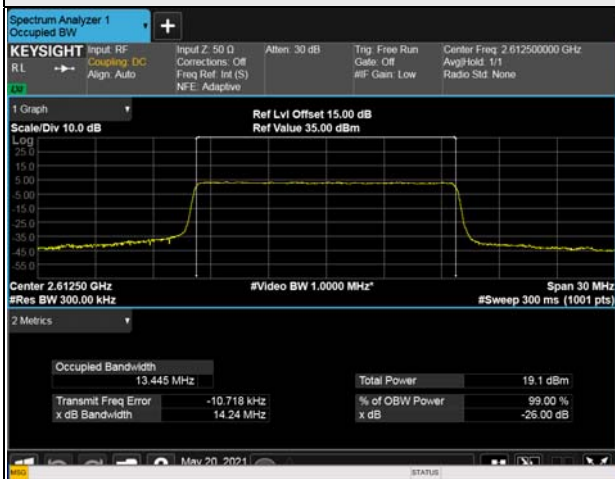 Spectrum Analyzer 1
Occupied BW
KEYSIGHT
RL
LXI
Input: RF
Coupling: DC
Align: Auto
Input Z: 50 Ω
Corrections: Off
Freq Ref: Int (S)
NFE: Adaptive
Atten: 30 dB
Trig: Free Run
Gate: Off
#IF Gain: Low
Center Freq: 2.612500000 GHz
Avg|Hold: 1/1
Radio Std: None
1 Graph
Scale/Div 10.0 dB
Ref Lvl Offset 15.00 dB
Ref Value 35.00 dBm
Log
25.0
15.0
5.00
-5.00
-15.0
-25.0
-35.0
-45.0
-55.0
Center 2.61250 GHz
#Res BW 300.00 kHz
#Video BW 1.0000 MHz*
Span 30 MHz
#Sweep 300 ms (1001 pts)
2 Metrics
Occupied Bandwidth
13.445 MHz
Total Power 19.1 dBm
Transmit Freq Error -10.718 kHz
% of OBW Power 99.00 %
x dB Bandwidth 14.24 MHz
x dB -26.00 dB
May 20, 2021
MSG
STATUS